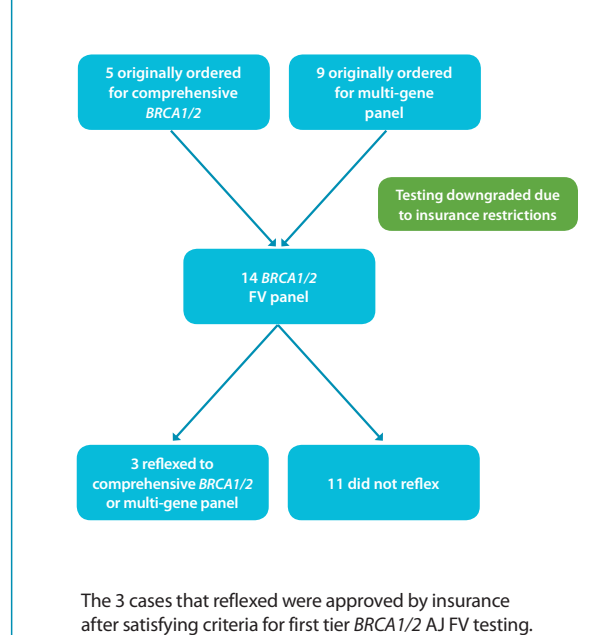 5 originally ordered
for comprehensive
BRCA1/2
9 originally ordered
for multi-gene
panel
Testing downgraded due
to insurance restrictions
14 BRCA1/2
FV panel
3 reflexed to
comprehensive BRCA1/2
or multi-gene panel
11 did not reflex
The 3 cases that reflexed were approved by insurance
after satisfying criteria for first tier BRCA1/2 AJ FV testing.